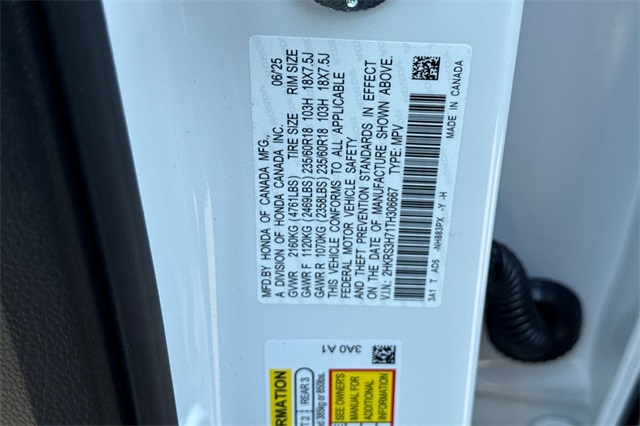 MFD.BY HONDA OF CANADA MFG., 06/25
A DIVISION OF HONDA CANADA INC. TIRE SIZE RIM SIZE
GVWR 2160KG (4761LBS)
GAWR F 1120KG (2469LBS) 235/60R18 103H 18X7.5J
GAWR R 1070KG (2358LBS) 235/60R18 103H 18X7.5J
THIS VEHICLE CONFORMS TO ALL APPLICABLE
FEDERAL MOTOR VEHICLE SAFETY
AND THEFT PREVENTION STANDARDS IN EFFECT
ON THE DATE OF MANUFACTURE SHOWN ABOVE.
V.I.N: 2HKRS3H71TH306667 TYPE: MPV
3A1 T AD5 -NH883PX -Y -H
MADE IN CANADA
3A0 A1
REAR 3
SEE OWNER'S
MANUAL FOR
ADDITIONAL